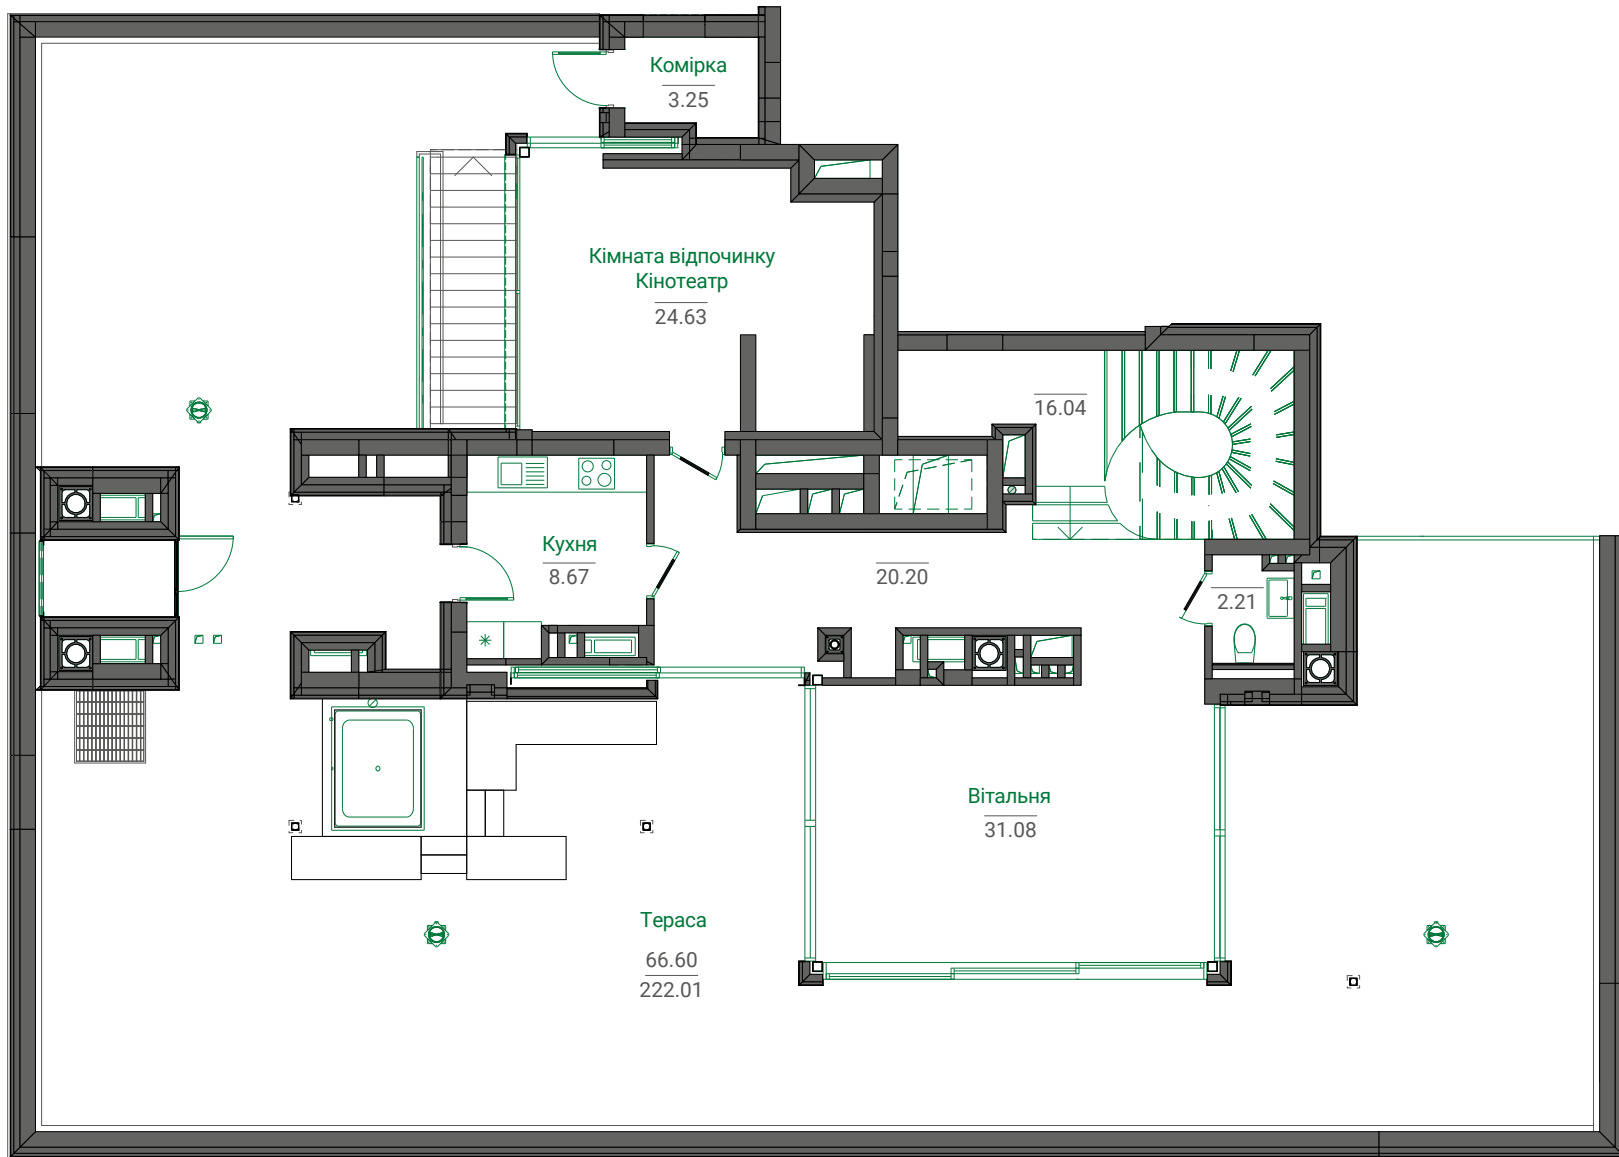 Комірка
3.25
Кімната відпочинку
Кінотеатр
24.63
16.04
Кухня
8.67
20.20
2.21
Вітальня
31.08
Тераса
66.60
222.01